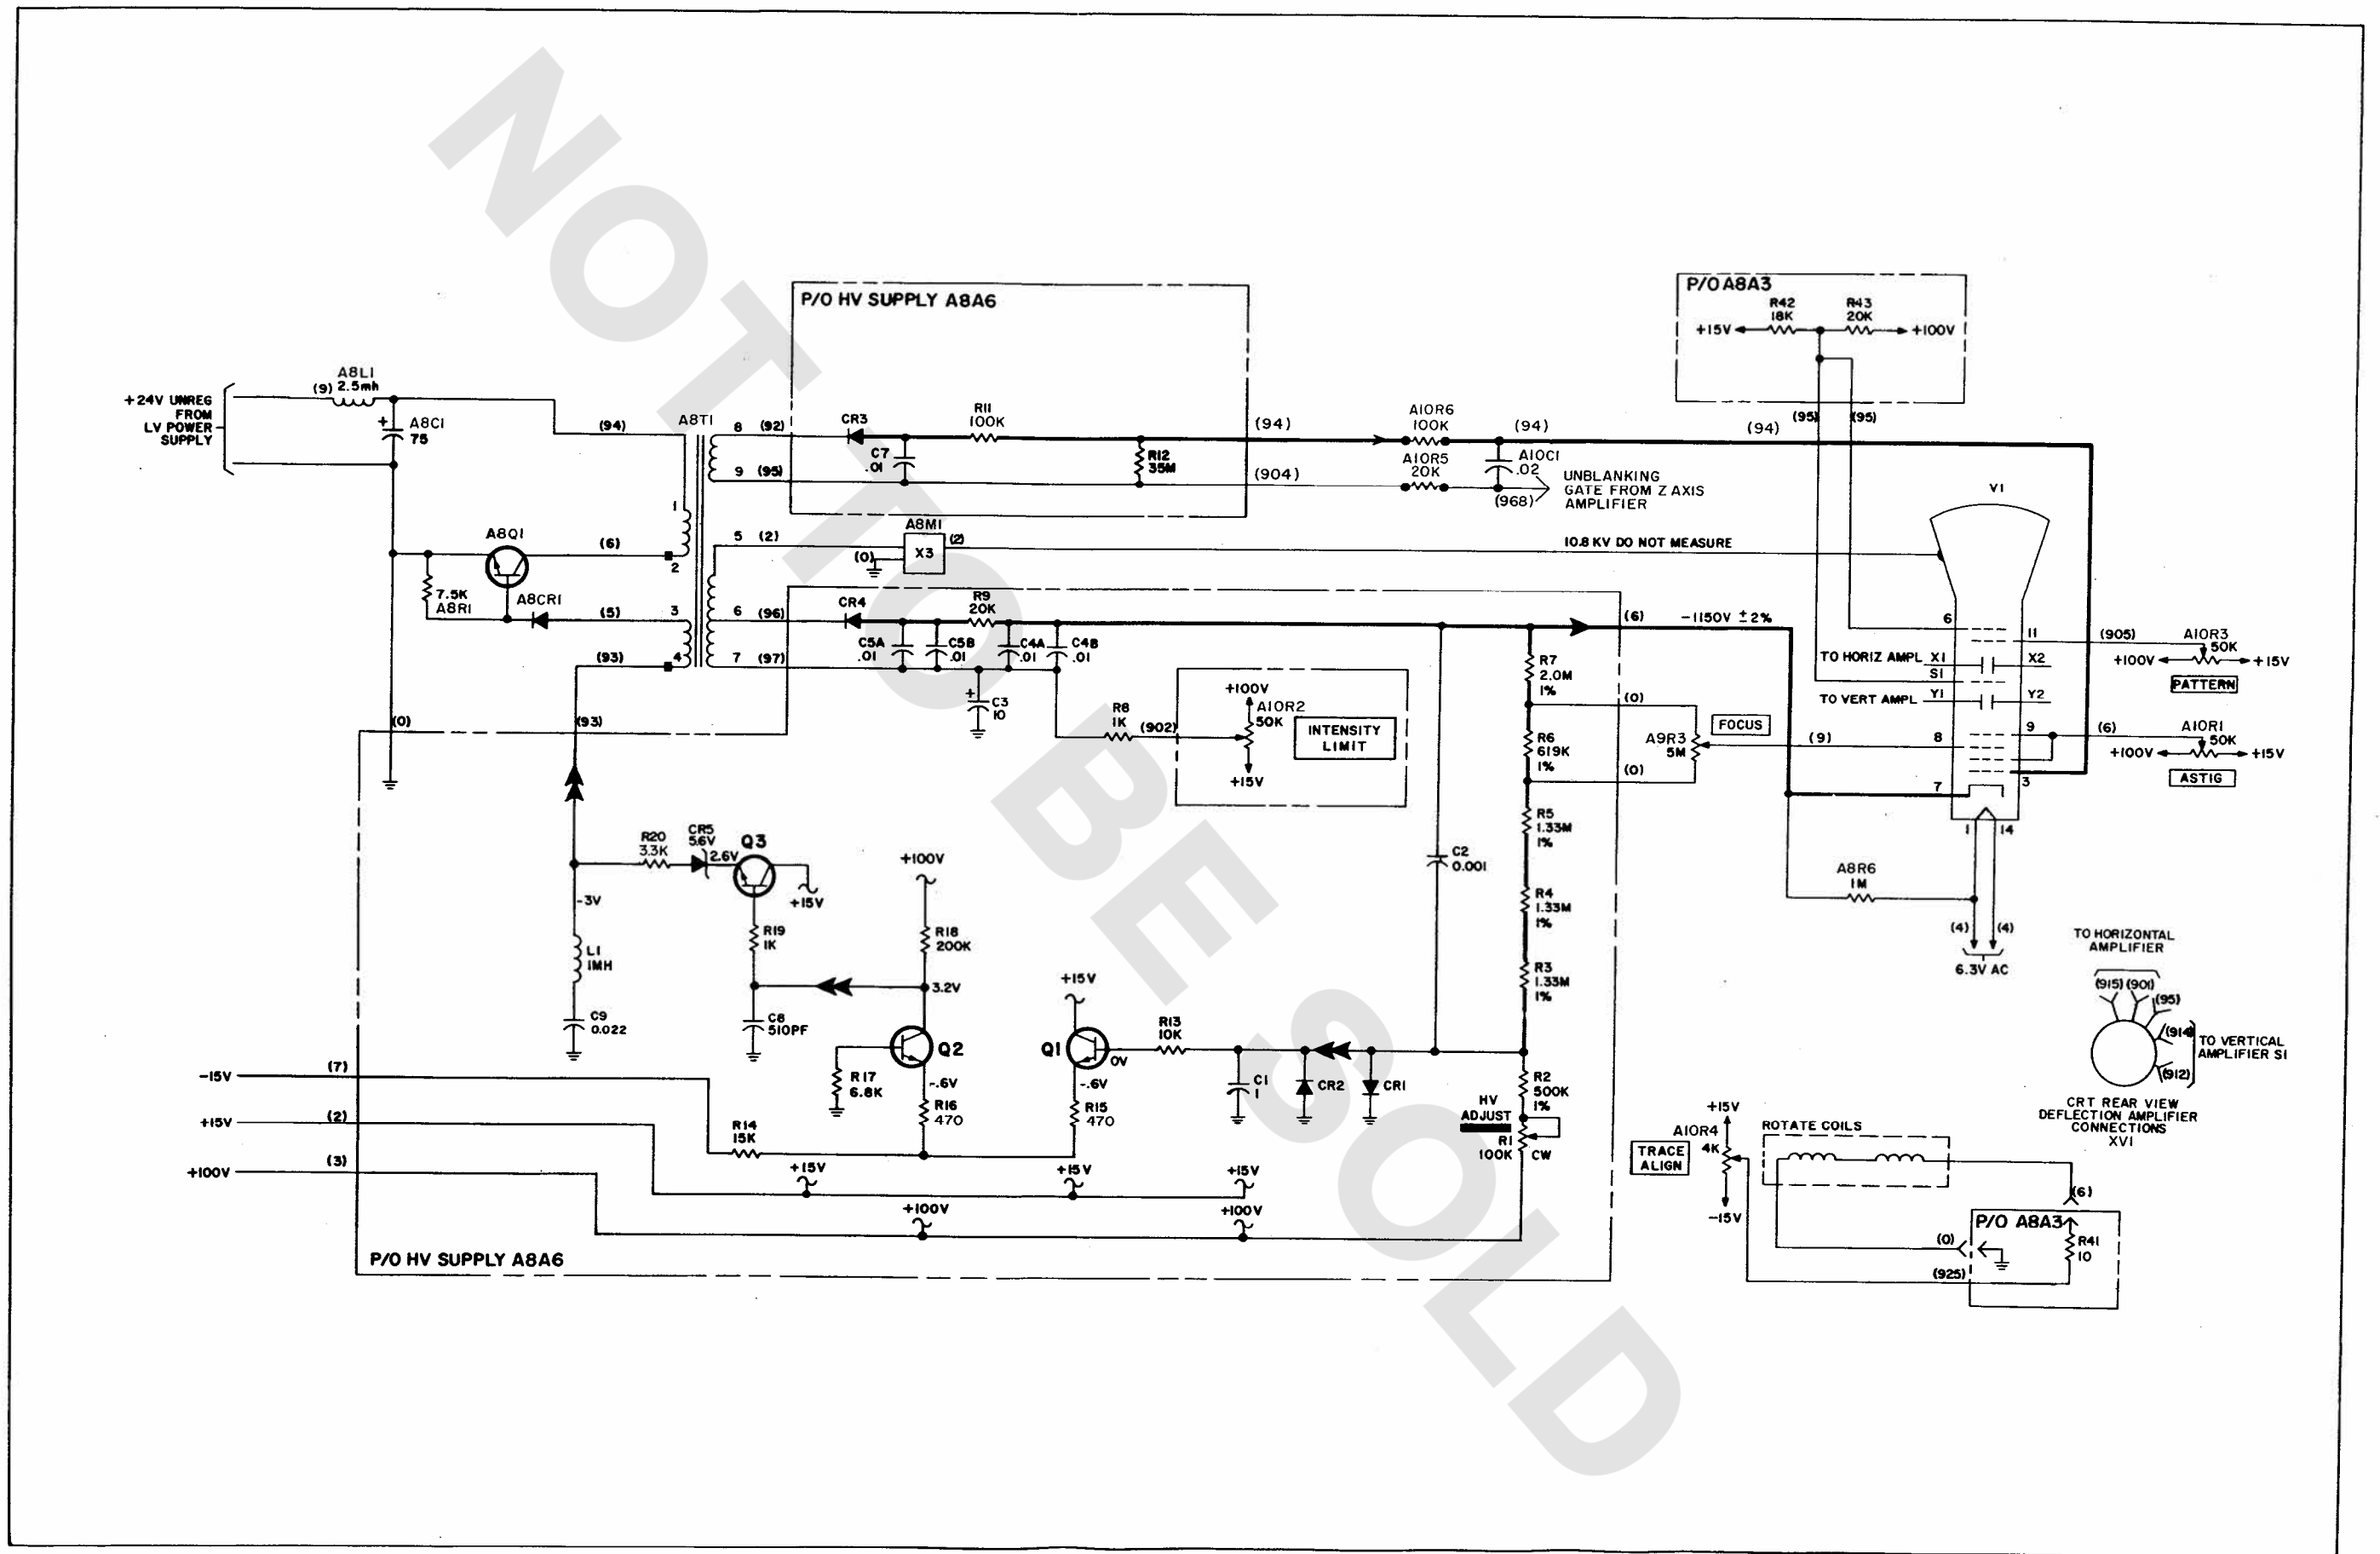 NOT TO BE SOLD
P/O HV SUPPLY A8A6
P/O A8A3
R42
18K
R43
20K
+15V
+100V
(95)
(95)
A8L1
(9) 2.5mh
+24V UNREG
FROM
LV POWER
SUPPLY
+
A8C1
75
(94)
A8T1
8
(92)
9
(95)
CR3
R11
100K
C7
.01
R12
35M
(94)
(904)
A10R6
100K
A10R5
20K
(94)
A10C1
.02
(968)
UNBLANKING
GATE FROM Z AXIS
AMPLIFIER
(94)
V1
1
A8Q1
(6)
2
5
(2)
A8M1
X3
(0)
(2)
10.8 KV DO NOT MEASURE
7.5K
A8R1
A8CR1
(5)
3
(93)
4
6
(96)
7
(97)
CR4
R9
20K
C5A
.01
C5B
.01
C4A
.01
C4B
.01
(6)
-1150V ±2%
+
C3
10
R8
1K
(902)
+100V
A10R2
50K
+15V
INTENSITY
LIMIT
R7
2.0M
1%
(0)
R6
619K
1%
(0)
A9R3
5M
FOCUS
(9)
6
11
(905)
A10R3
50K
+100V
+15V
PATTERN
TO HORIZ AMPL
X1
X2
S1
TO VERT AMPL
Y1
Y2
8
9
(6)
A10R1
50K
+100V
+15V
ASTIG
7
3
1
14
A8R6
1M
(4)
(4)
6.3V AC
(0)
(93)
R20
3.3K
CR5
5.6V
2.6V
Q3
+15V
-3V
L1
1MH
C9
0.022
R19
1K
C8
510PF
+100V
R18
200K
3.2V
Q2
R17
6.8K
-.6V
R16
470
+15V
Q1
0V
-.6V
R15
470
R13
10K
C1
1
CR2
CR1
C2
0.001
R5
1.33M
1%
R4
1.33M
1%
R3
1.33M
1%
R2
500K
1%
HV
ADJUST
R1
100K
CW
-15V
(7)
+15V
(2)
+100V
(3)
R14
15K
+15V
+15V
+15V
+100V
+100V
P/O HV SUPPLY A8A6
TO HORIZONTAL
AMPLIFIER
(915) (901)
(95)
(914)
(912)
TO VERTICAL
AMPLIFIER S1
CRT REAR VIEW
DEFLECTION AMPLIFIER
CONNECTIONS
XV1
+15V
A10R4
4K
-15V
TRACE
ALIGN
ROTATE COILS
(6)
P/O A8A3
(0)
R41
10
(925)